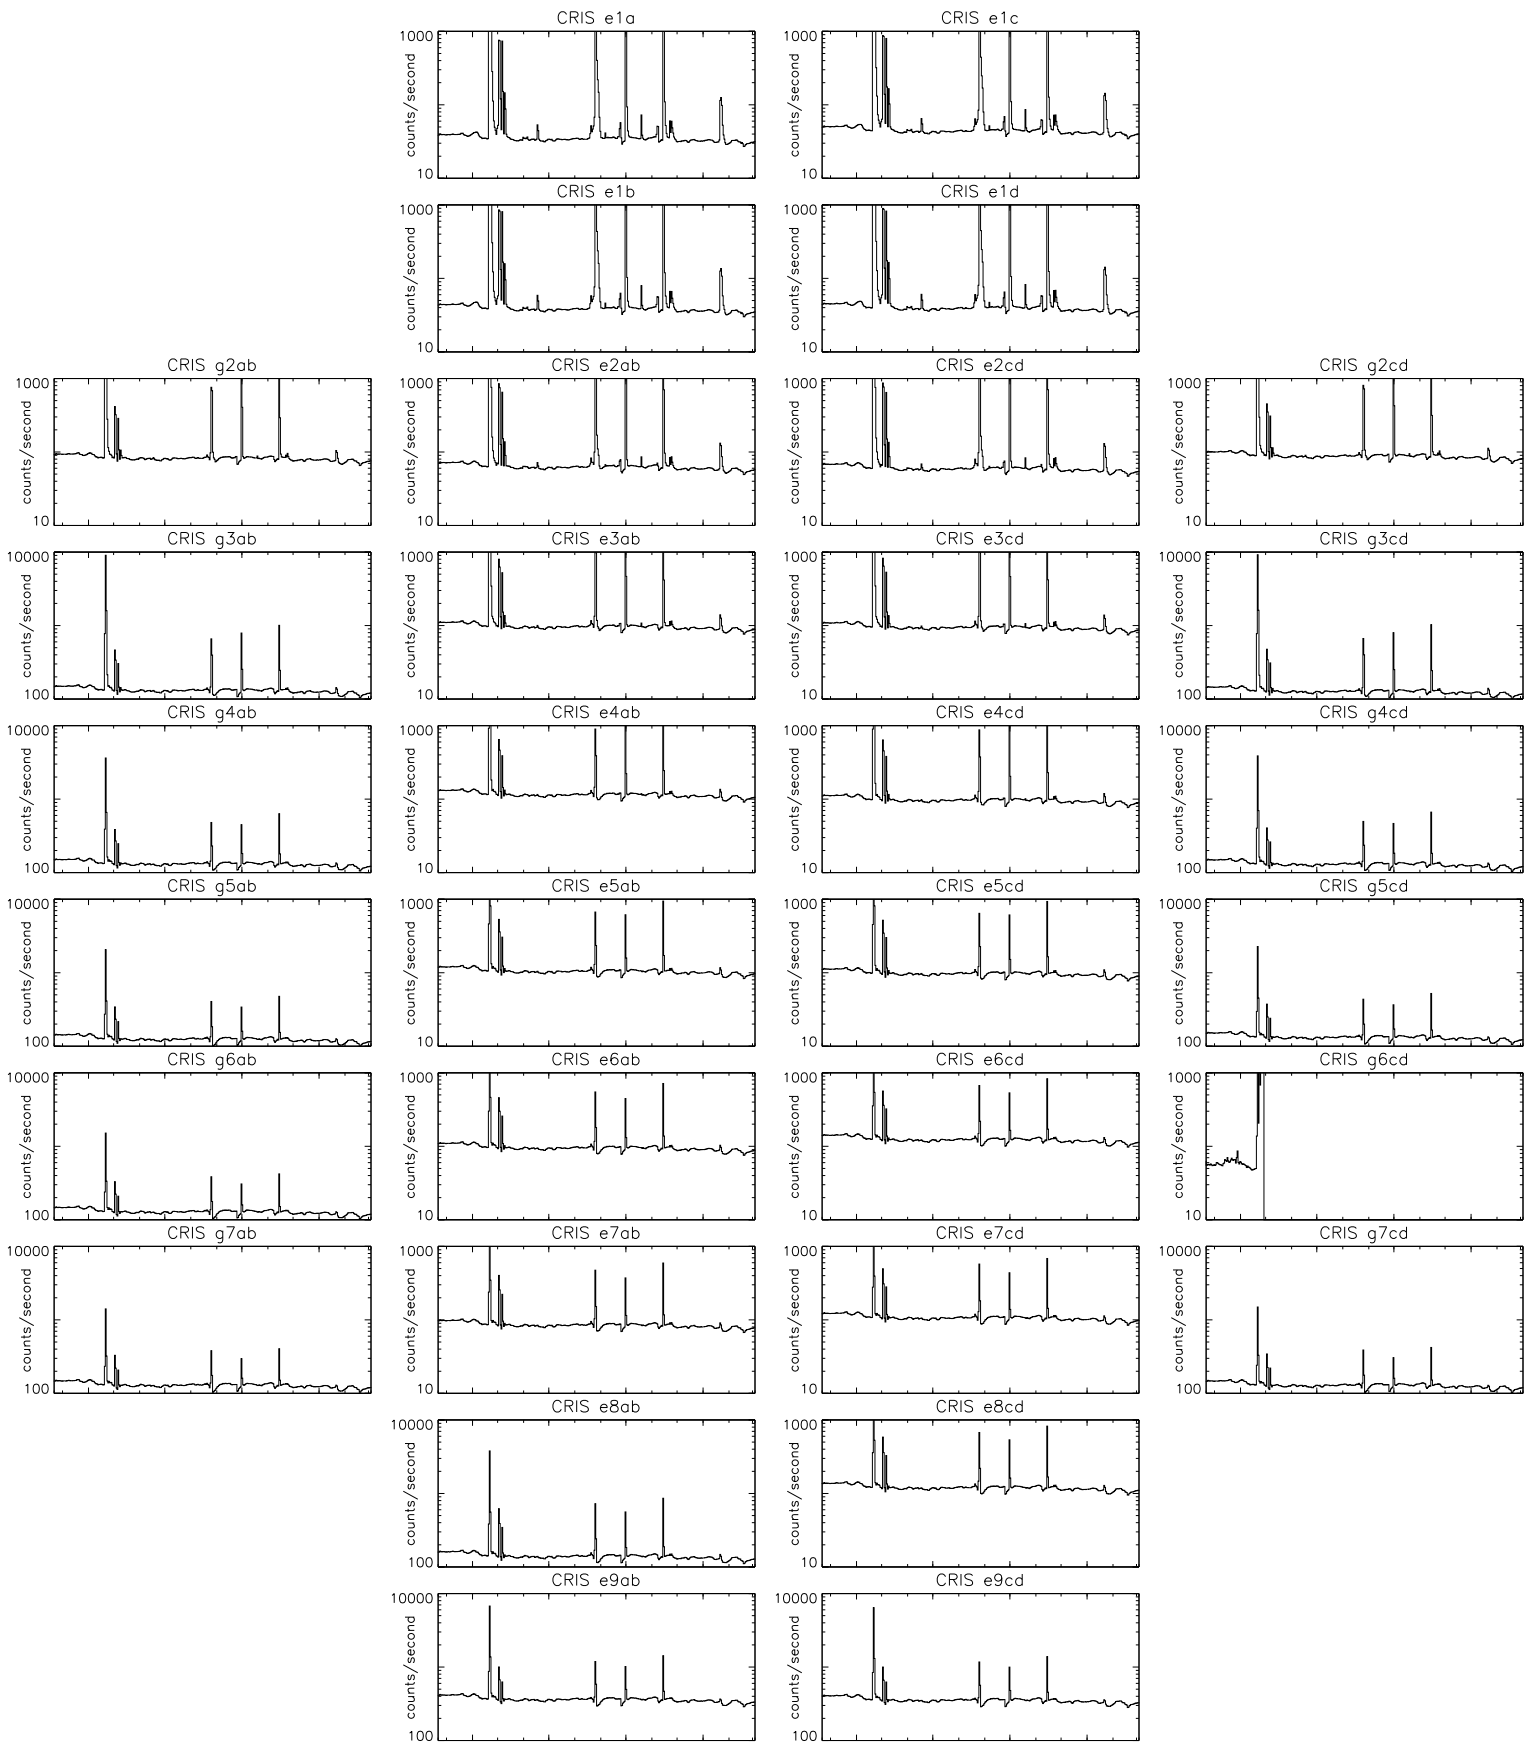 CRIS e1a
1000
counts/second
10
CRIS e1c
1000
counts/second
10
CRIS e1b
1000
counts/second
10
CRIS e1d
1000
counts/second
10
CRIS g2ab
1000
counts/second
10
CRIS e2ab
1000
counts/second
10
CRIS e2cd
1000
counts/second
10
CRIS g2cd
1000
counts/second
10
CRIS g3ab
10000
counts/second
100
CRIS e3ab
1000
counts/second
10
CRIS e3cd
1000
counts/second
10
CRIS g3cd
10000
counts/second
100
CRIS g4ab
10000
counts/second
100
CRIS e4ab
1000
counts/second
10
CRIS e4cd
1000
counts/second
10
CRIS g4cd
10000
counts/second
100
CRIS g5ab
10000
counts/second
100
CRIS e5ab
1000
counts/second
10
CRIS e5cd
1000
counts/second
10
CRIS g5cd
10000
counts/second
100
CRIS g6ab
10000
counts/second
100
CRIS e6ab
1000
counts/second
10
CRIS e6cd
1000
counts/second
10
CRIS g6cd
1000
counts/second
10
CRIS g7ab
10000
counts/second
100
CRIS e7ab
1000
counts/second
10
CRIS e7cd
1000
counts/second
10
CRIS g7cd
10000
counts/second
100
CRIS e8ab
10000
counts/second
100
CRIS e8cd
1000
counts/second
10
CRIS e9ab
10000
counts/second
100
CRIS e9cd
10000
counts/second
100